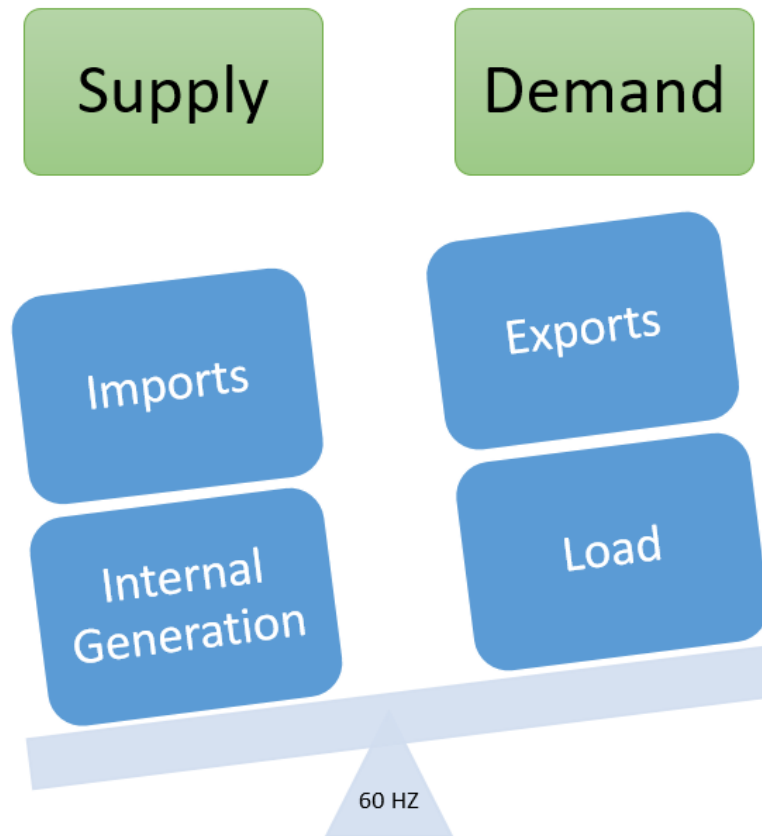 Supply
Demand
Imports
Exports
Internal
Generation
Load
60 HZ